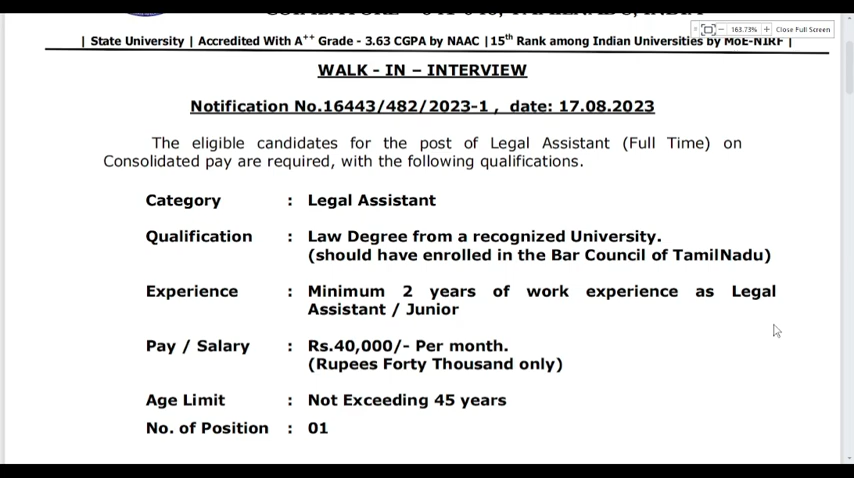 163.73%
Close Full Screen
| State University | Accredited With A++ Grade - 3.63 CGPA by NAAC |15th Rank among Indian Universities by MoE-NIRF |
WALK - IN – INTERVIEW
Notification No.16443/482/2023-1 , date: 17.08.2023
The eligible candidates for the post of Legal Assistant (Full Time) on
Consolidated pay are required, with the following qualifications.
Category : Legal Assistant
Qualification : Law Degree from a recognized University.
(should have enrolled in the Bar Council of TamilNadu)
Experience : Minimum 2 years of work experience as Legal
Assistant / Junior
Pay / Salary : Rs.40,000/- Per month.
(Rupees Forty Thousand only)
Age Limit : Not Exceeding 45 years
No. of Position : 01